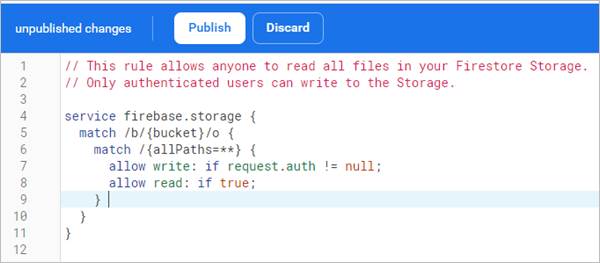 unpublished changes Publish Discard
1 // This rule allows anyone to read all files in your Firestore Storage.
2 // Only authenticated users can write to the Storage.
3
4 service firebase.storage {
5   match /b/{bucket}/o {
6     match /{allPaths=**} {
7       allow write: if request.auth != null;
8       allow read: if true;
9     }
10   }
11 }
12